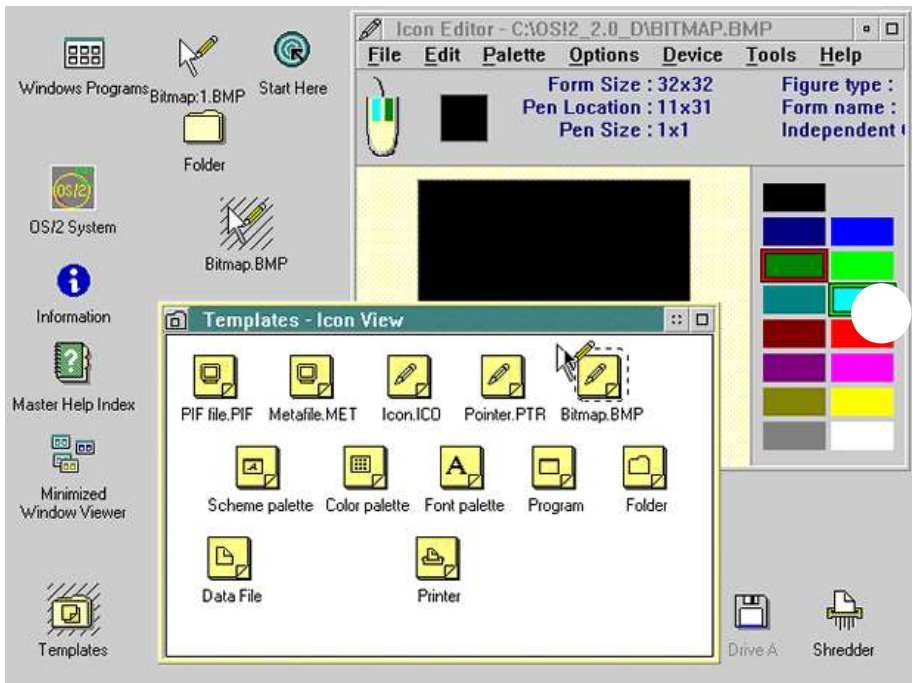 Icon Editor - C:\OS!2_2.0_D\BITMAP.BMP
File Edit Palette Options Device Tools Help
Form Size : 32x32
Pen Location : 11x31
Pen Size : 1x1
Figure type :
Form name :
Independent
Windows Programs
Bitmap:1.BMP
Start Here
Folder
OS/2
OS/2 System
Bitmap.BMP
Information
Master Help Index
Minimized
Window Viewer
Templates
Templates - Icon View
PIF file.PIF
Metafile.MET
Icon.ICO
Pointer.PTR
Bitmap.BMP
Scheme palette
Color palette
Font palette
Program
Folder
Data File
Printer
Drive A
Shredder